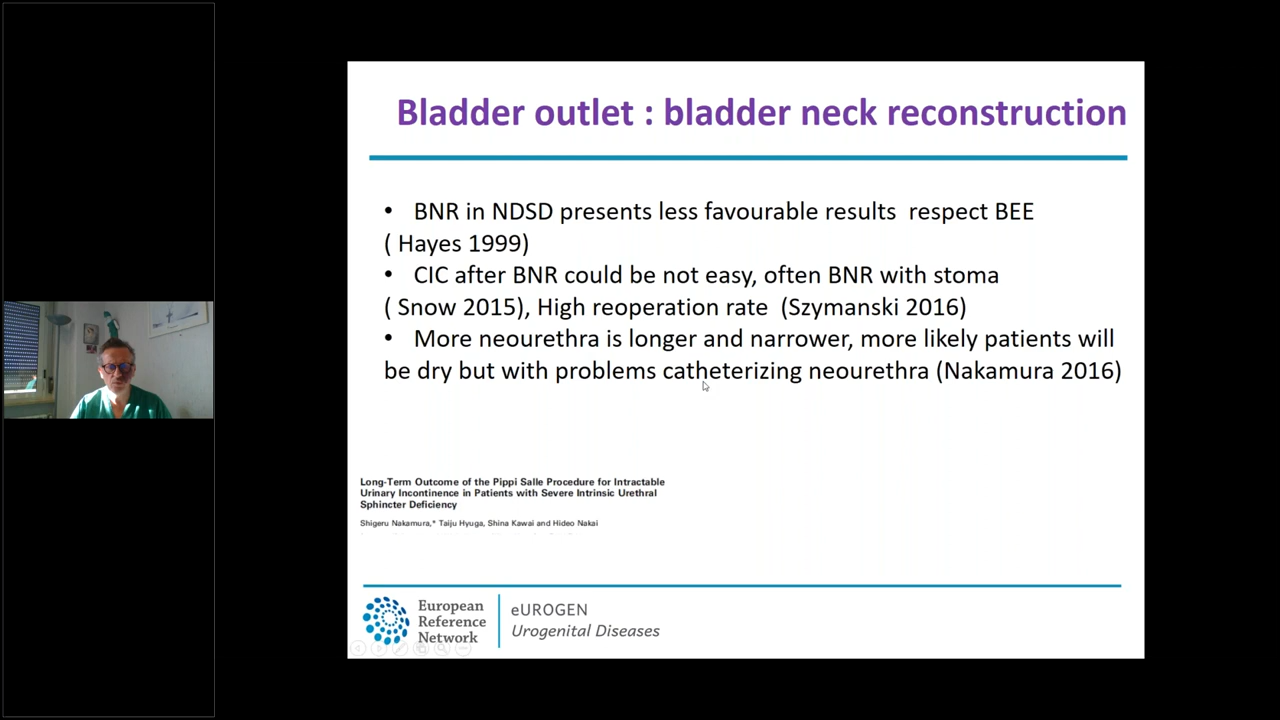 Bladder outlet : bladder neck reconstruction
• BNR in NDSD presents less favourable results respect BEE
( Hayes 1999)
• CIC after BNR could be not easy, often BNR with stoma
( Snow 2015), High reoperation rate (Szymanski 2016)
• More neourethra is longer and narrower, more likely patients will
be dry but with problems catheterizing neourethra (Nakamura 2016)
Long-Term Outcome of the Pippi Salle Procedure for Intractable
Urinary Incontinence in Patients with Severe Intrinsic Urethral
Sphincter Deficiency
Shigeru Nakamura,* Taiju Hyuga, Shina Kawai and Hideo Nakai
European
Reference
Network
eUROGEN
Urogenital Diseases